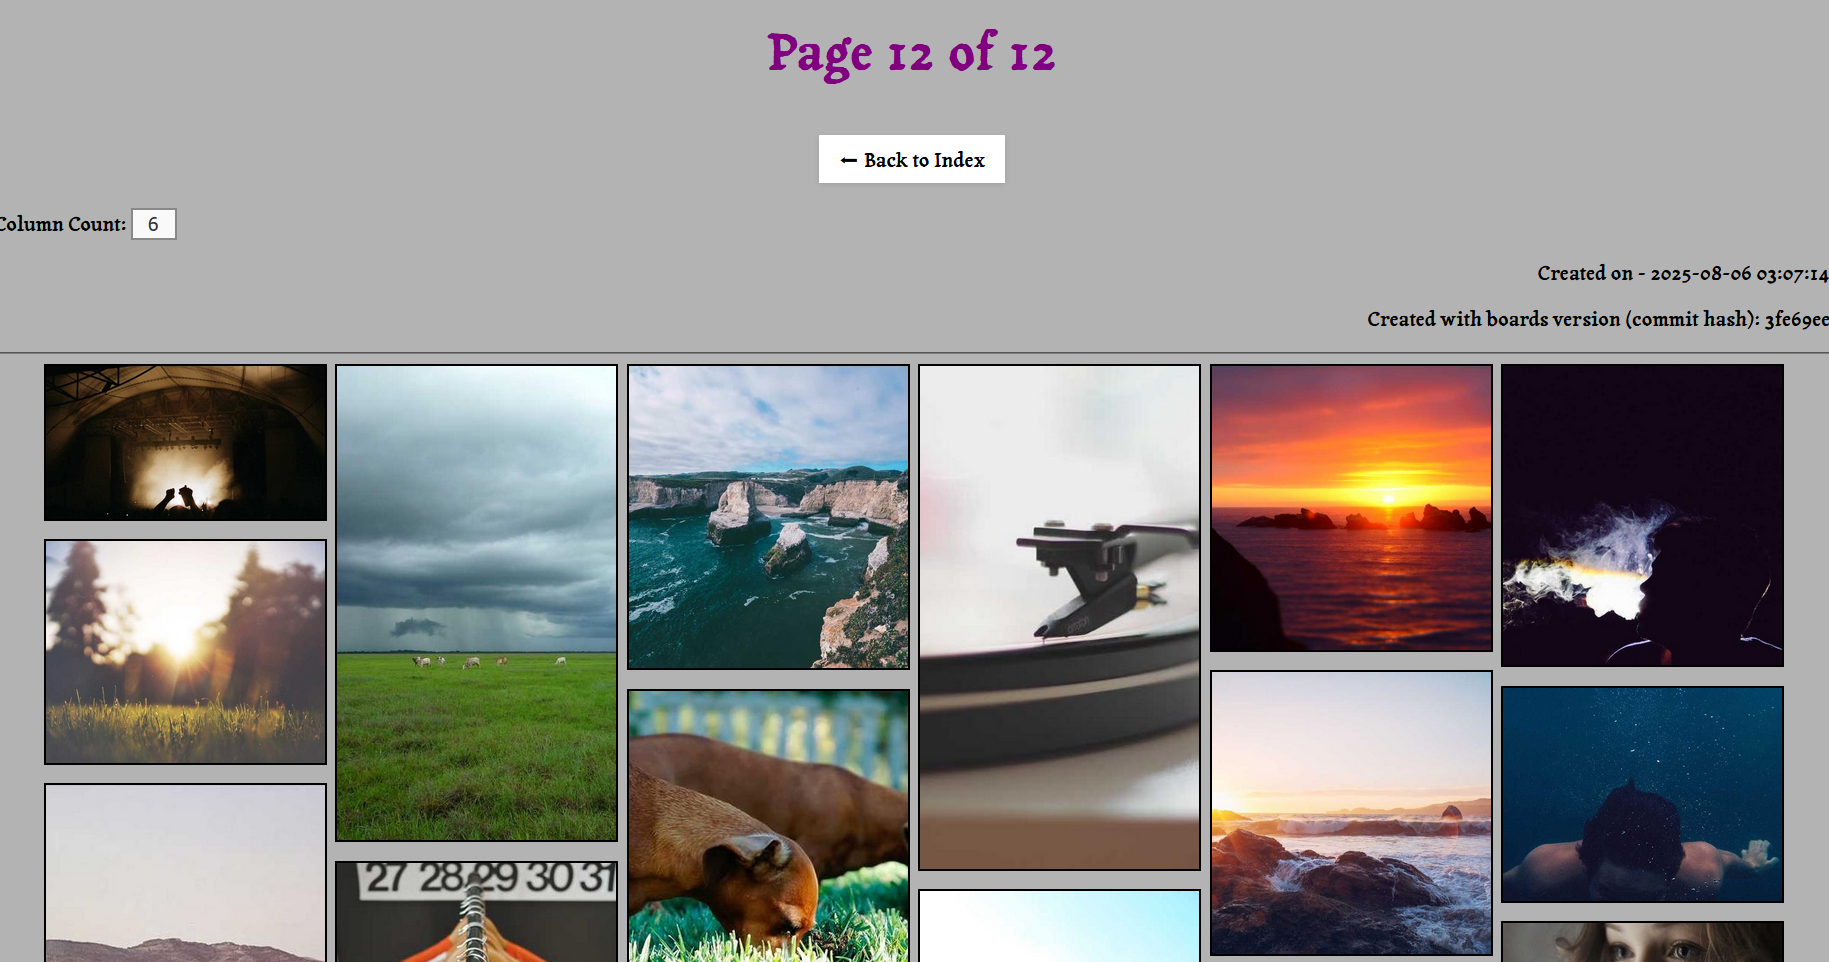 Page 12 of 12
← Back to Index
Column Count: 6
Created on - 2025-08-06 03:07:14
Created with boards version (commit hash): 3fe69ee
27 28 29 30 31
ortofon